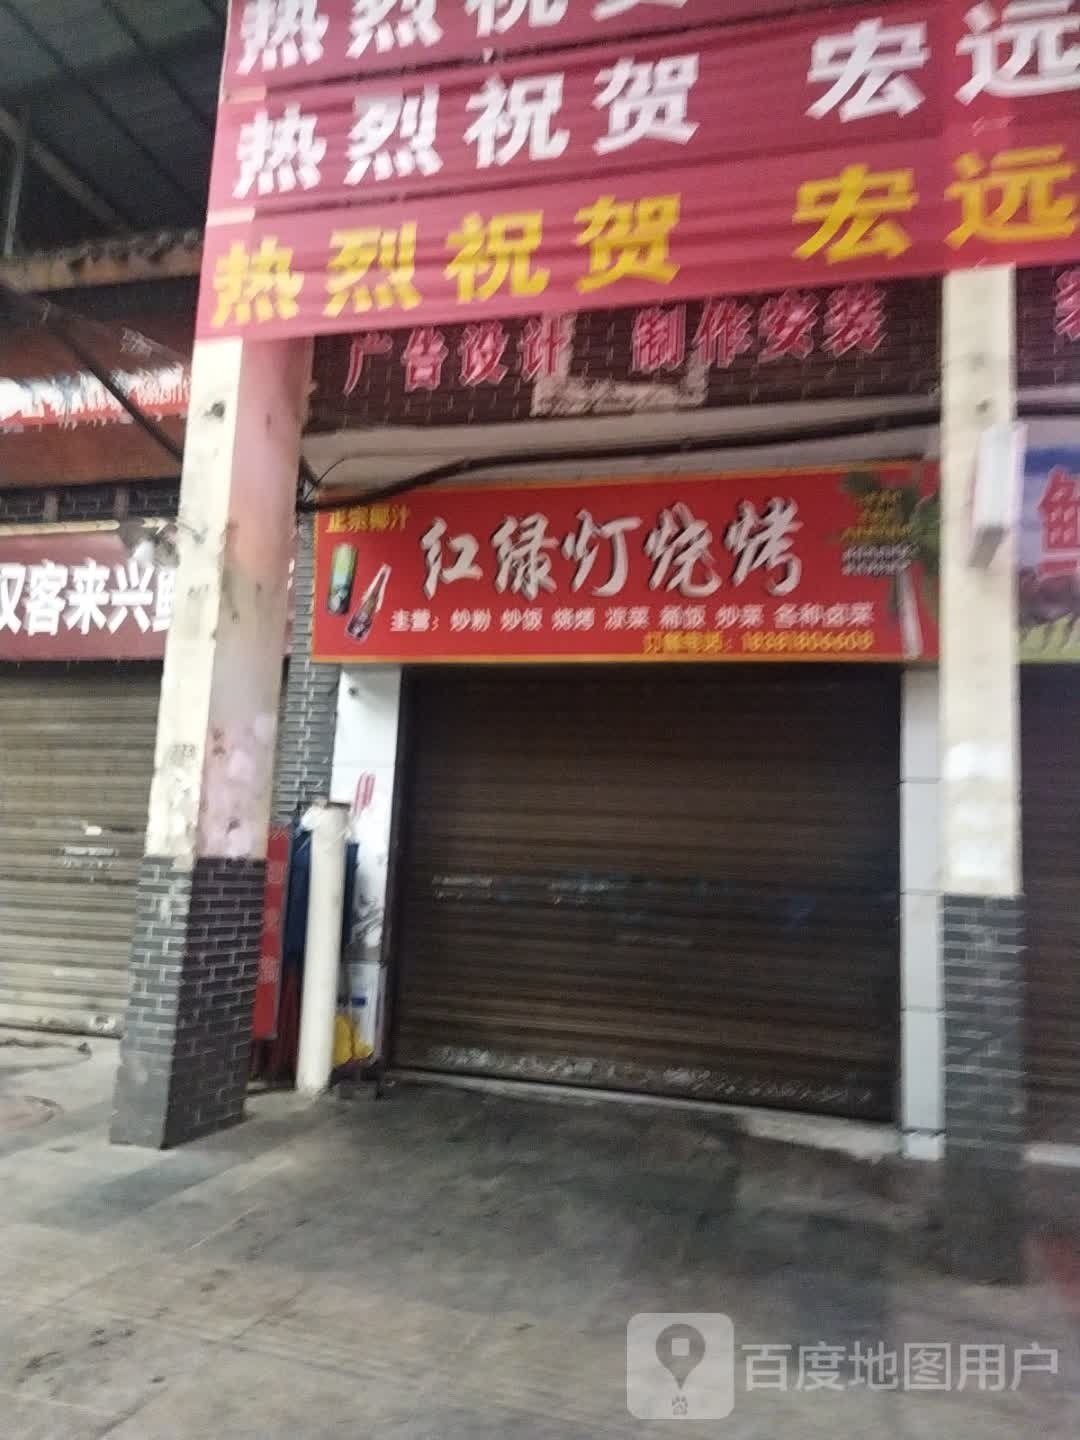 热烈祝贺
热烈祝贺 宏远
热烈祝贺 宏远
广告设计 制作安装
正宗椰汁
红绿灯烧烤
主营：炒粉 炒饭 烧烤 凉菜 稀饭 炒菜 各种卤菜
客来兴
百度地图用户